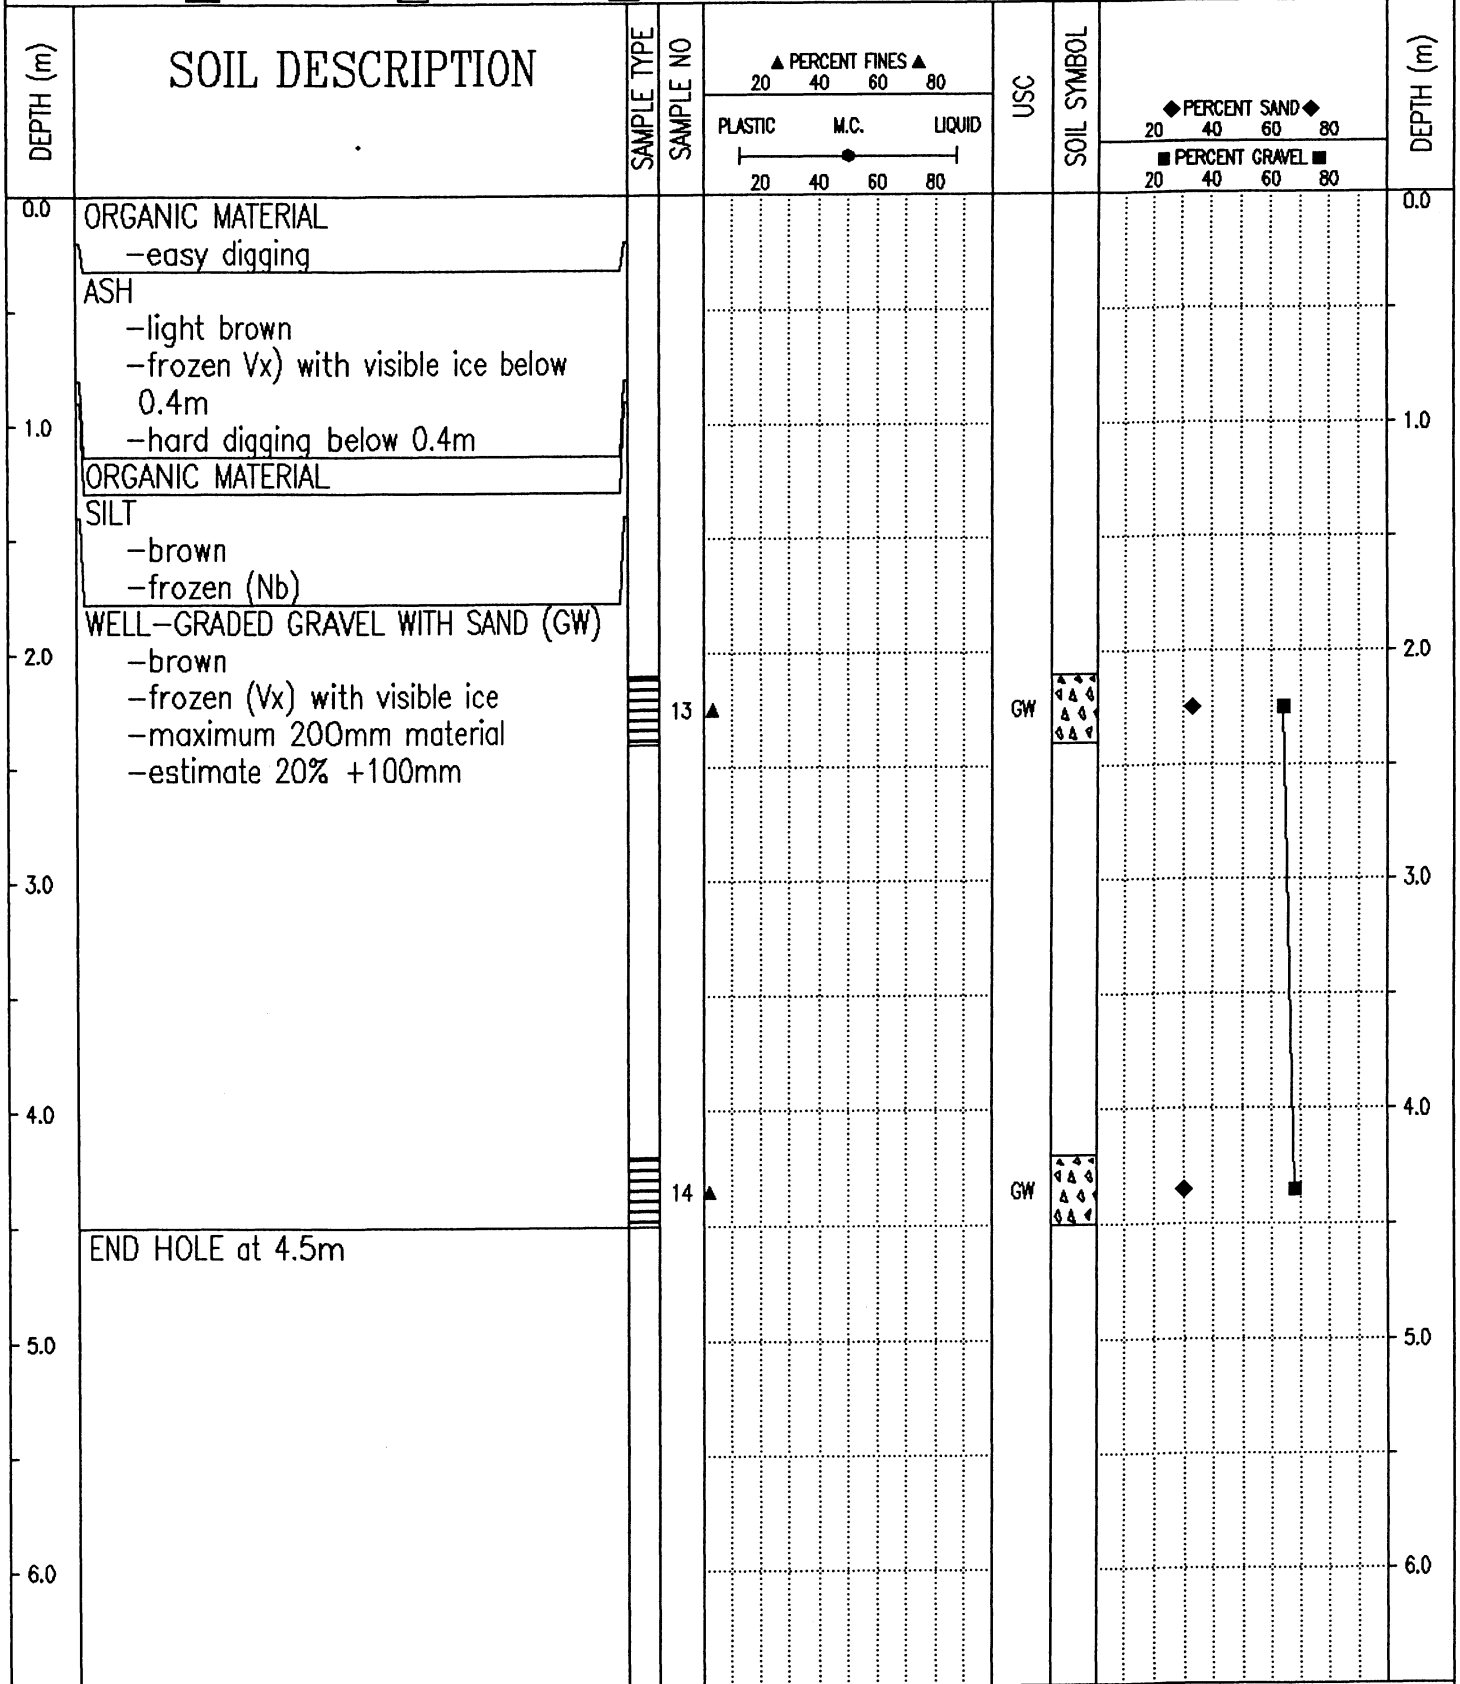 DEPTH (m)
SOIL DESCRIPTION
SAMPLE TYPE
SAMPLE NO
▲ PERCENT FINES ▲
20 40 60 80
PLASTIC M.C. LIQUID
20 40 60 80
USC
SOIL SYMBOL
◆ PERCENT SAND ◆
20 40 60 80
■ PERCENT GRAVEL ■
20 40 60 80
DEPTH (m)
0.0
ORGANIC MATERIAL
-easy digging
ASH
-light brown
-frozen Vx) with visible ice below
0.4m
-hard digging below 0.4m
1.0
ORGANIC MATERIAL
SILT
-brown
-frozen (Nb)
WELL-GRADED GRAVEL WITH SAND (GW)
2.0
-brown
-frozen (Vx) with visible ice
-maximum 200mm material
-estimate 20% +100mm
13
GW
3.0
4.0
14
GW
END HOLE at 4.5m
5.0
6.0
0.0
1.0
2.0
3.0
4.0
5.0
6.0